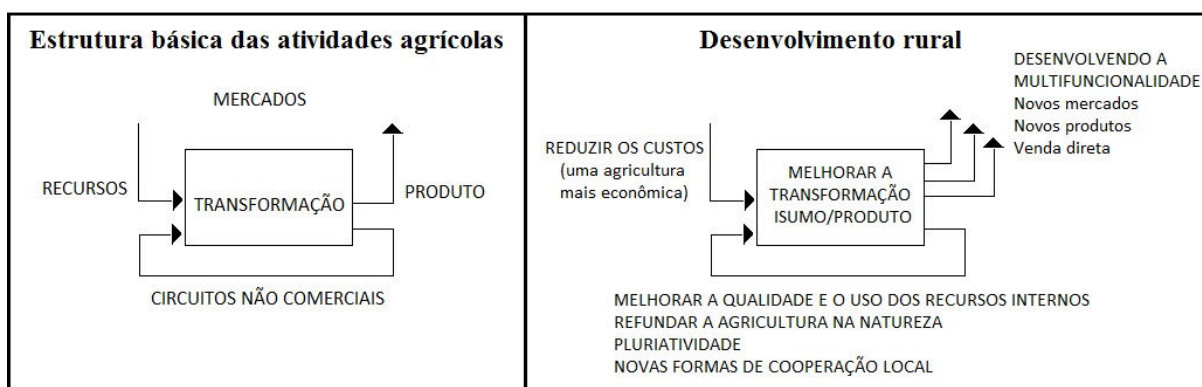 Estrutura básica das atividades agrícolas
MERCADOS
RECURSOS
TRANSFORMAÇÃO
PRODUTO
CIRCUITOS NÃO COMERCIAIS
Desenvolvimento rural
DESENVOLVENDO A
MULTIFUNCIONALIDADE
Novos mercados
Novos produtos
Venda direta
REDUZIR OS CUSTOS
(uma agricultura
mais econômica)
MELHORAR A
TRANSFORMAÇÃO
ISUMO/PRODUTO
MELHORAR A QUALIDADE E O USO DOS RECURSOS INTERNOS
REFUNDAR A AGRICULTURA NA NATUREZA
PLURIATIVIDADE
NOVAS FORMAS DE COOPERAÇÃO LOCAL